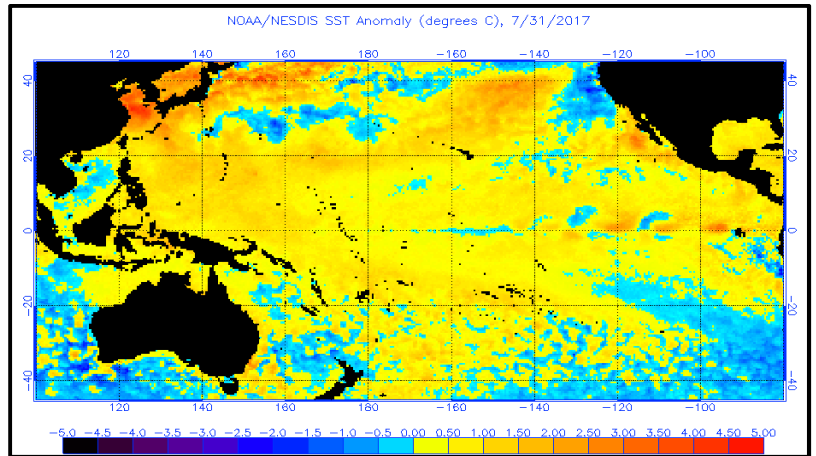 NOAA/NESDIS SST Anomaly (degrees C), 7/31/2017
120 140 160 180 -160 -140 -120 -100
40 40
20 20
0 0
-20 -20
-40 -40
120 140 160 180 -160 -140 -120 -100
-5.0 -4.5 -4.0 -3.5 -3.0 -2.5 -2.0 -1.5 -1.0 -0.5 0.00 0.50 1.00 1.50 2.00 2.50 3.00 3.50 4.00 4.50 5.00